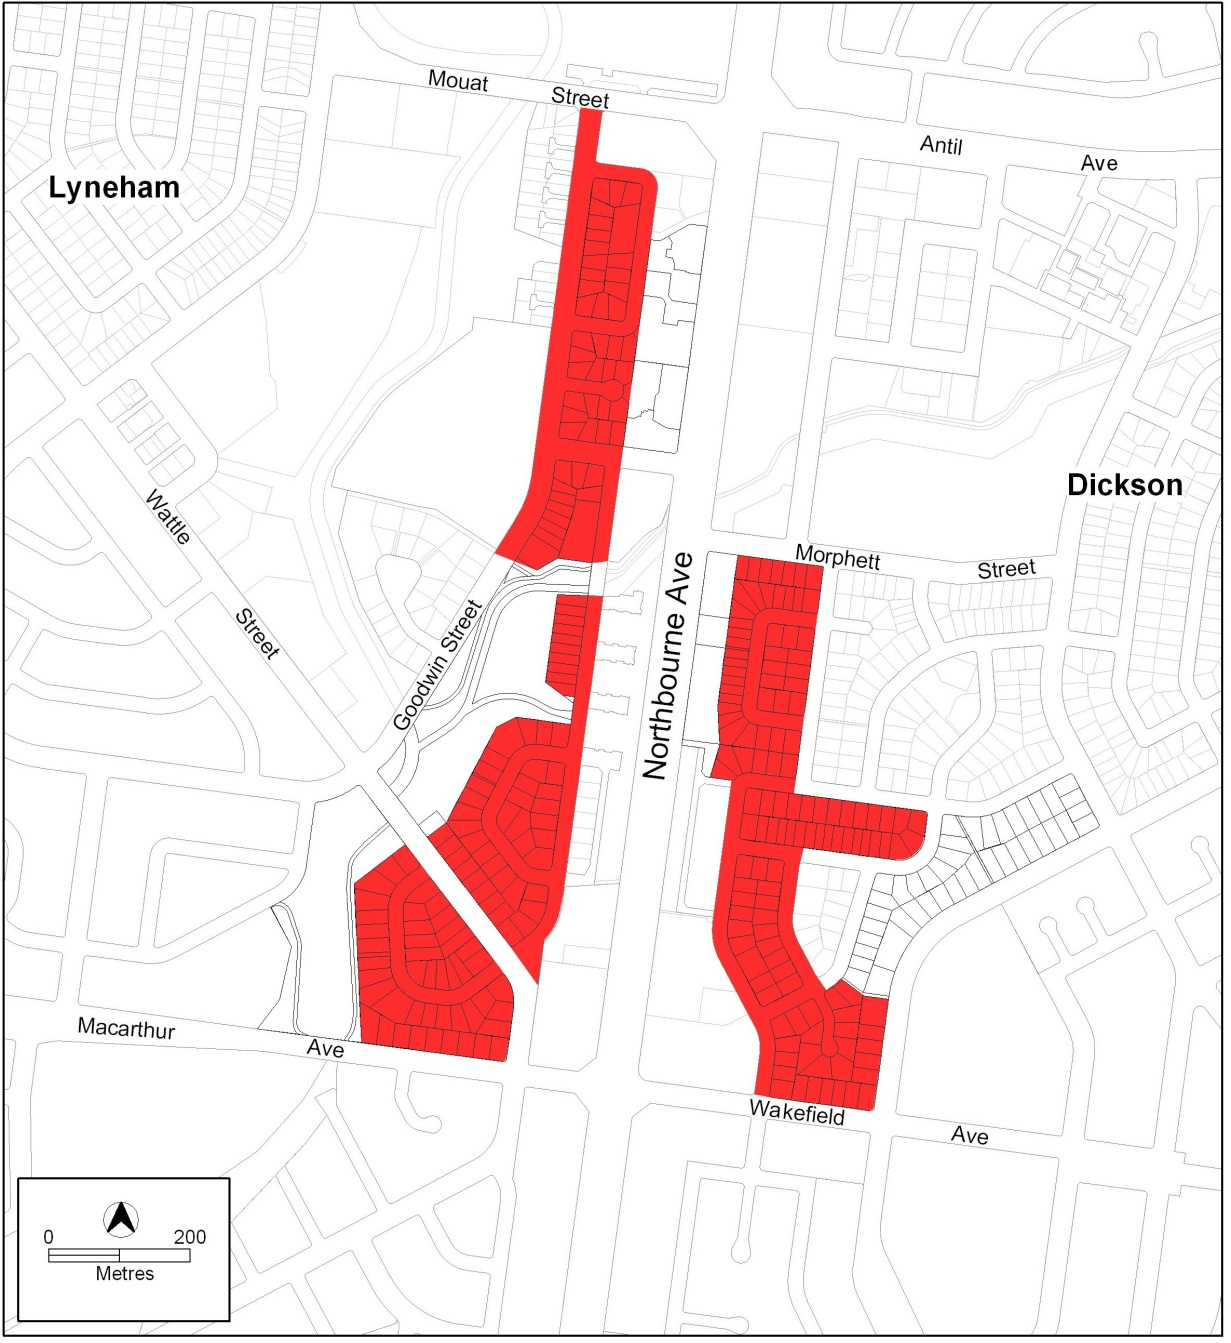 Mouat
Street
Antil
Ave
Lyneham
Dickson
Wattle
Street
Morphett
Street
Goodwin Street
Northbourne Ave
Macarthur
Ave
Wakefield
Ave
0 200
Metres